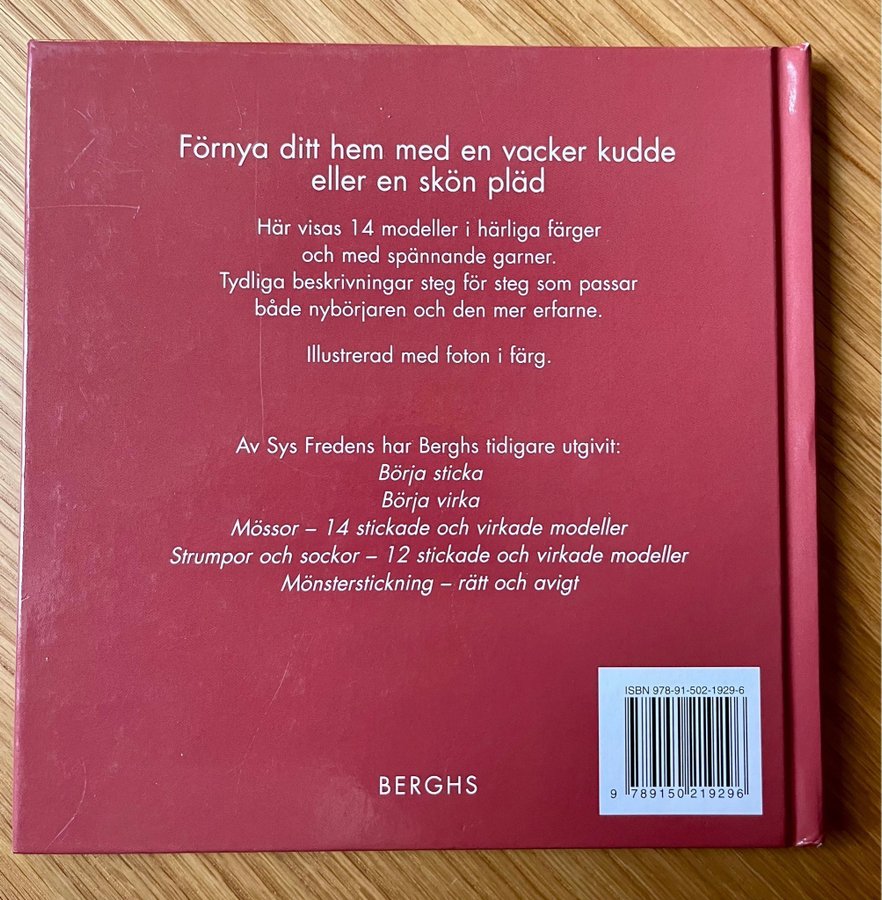 Förnya ditt hem med en vacker kudde
eller en skön pläd
Här visas 14 modeller i härliga färger
och med spännande garner.
Tydliga beskrivningar steg för steg som passar
både nybörjaren och den mer erfarne.
Illustrerad med foton i färg.
Av Sys Fredens har Berghs tidigare utgivit:
Börja sticka
Börja virka
Mössor – 14 stickade och virkade modeller
Strumpor och sockor – 12 stickade och virkade modeller
Mönsterstickning – rätt och avigt
ISBN 978-91-502-1929-6
9 789150 219296
BERGHS